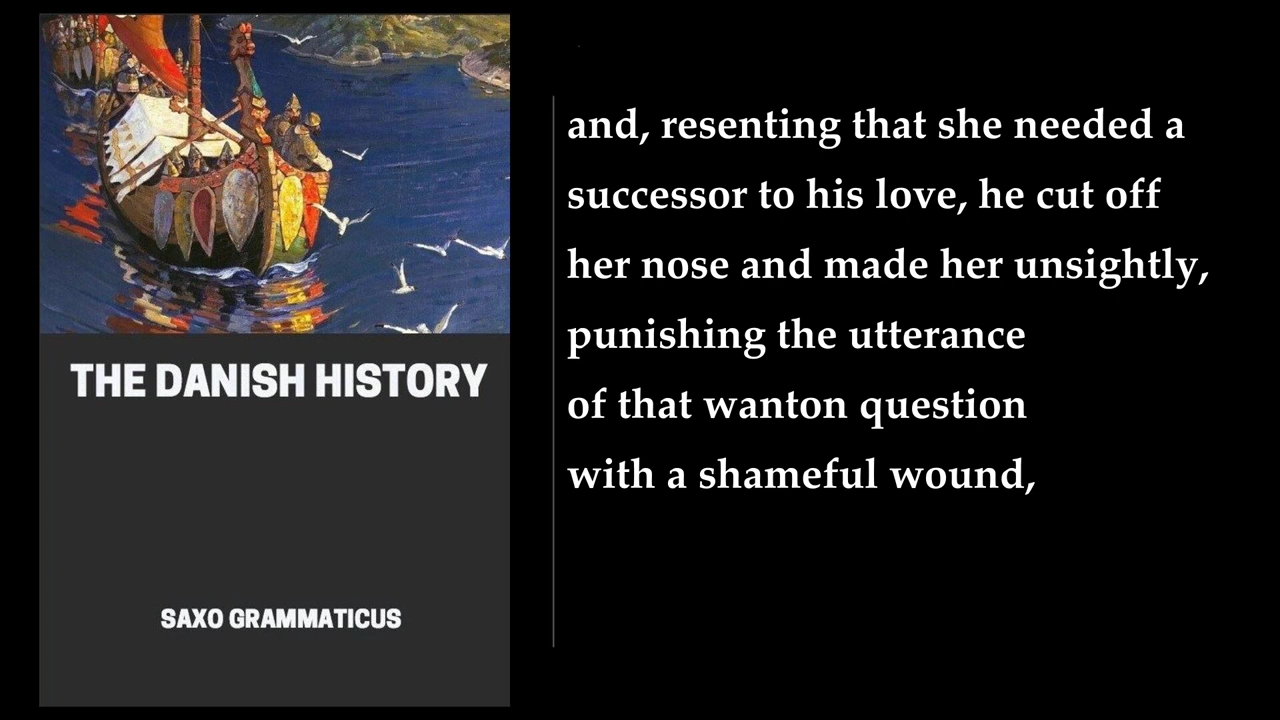 THE DANISH HISTORY
SAXO GRAMMATICUS
and, resenting that she needed a
successor to his love, he cut off
her nose and made her unsightly,
punishing the utterance
of that wanton question
with a shameful wound,